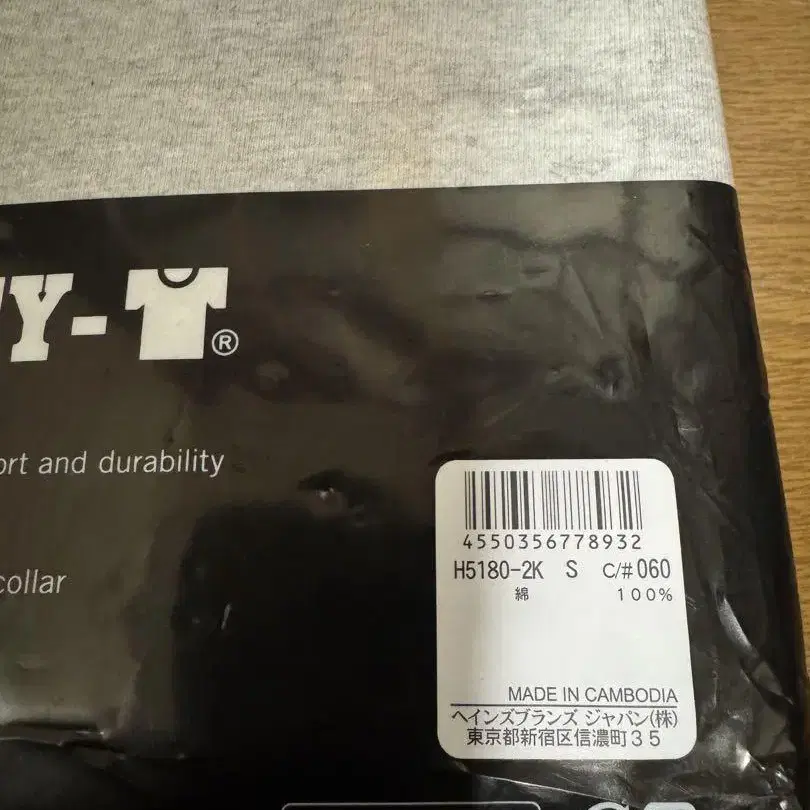 Y-
®
and durability
collar
4550356778932
H5180-2K S C/#060
綿 100%
MADE IN CAMBODIA
ヘインズブランズ ジャパン(株)
東京都新宿区信濃町35